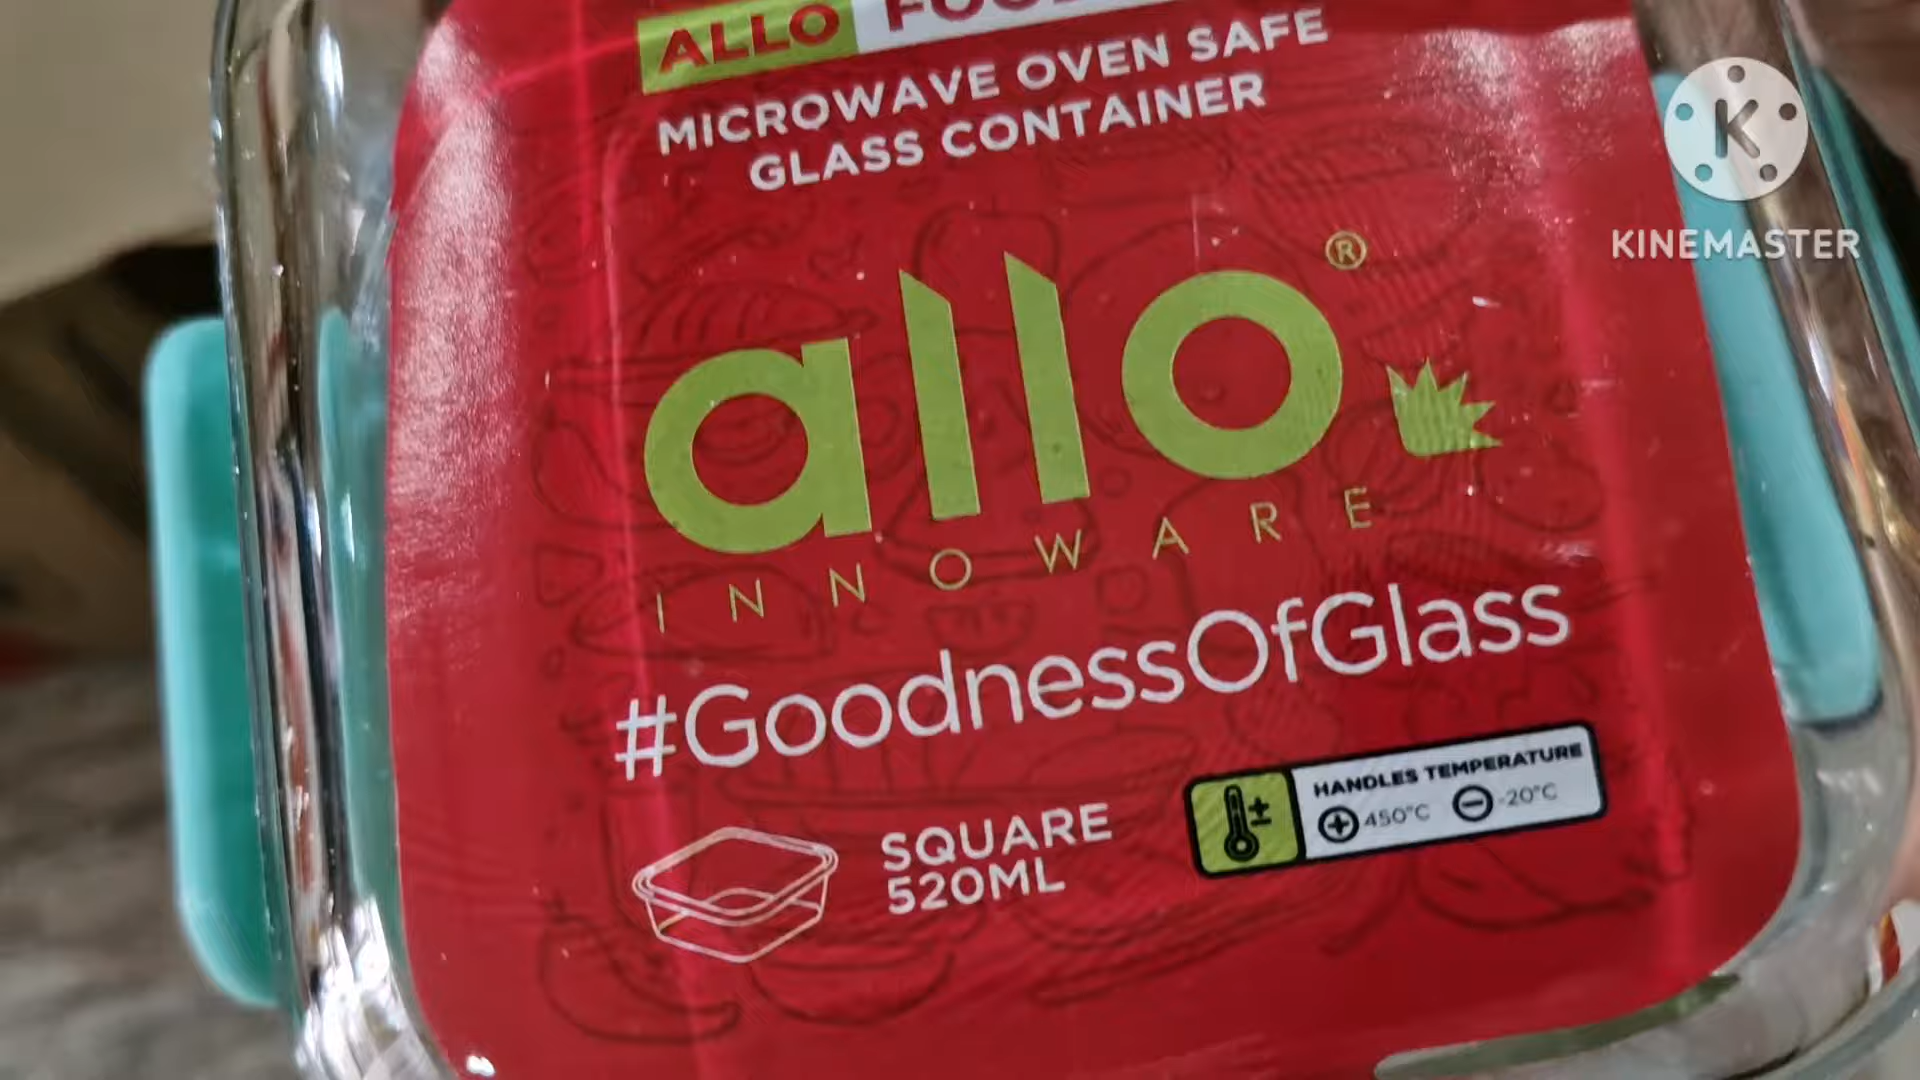 ALLO
MICROWAVE OVEN SAFE
GLASS CONTAINER
allo®
INNOWARE
#GoodnessOfGlass
SQUARE
520ML
HANDLES TEMPERATURE
450°C -20°C
K
KINEMASTER